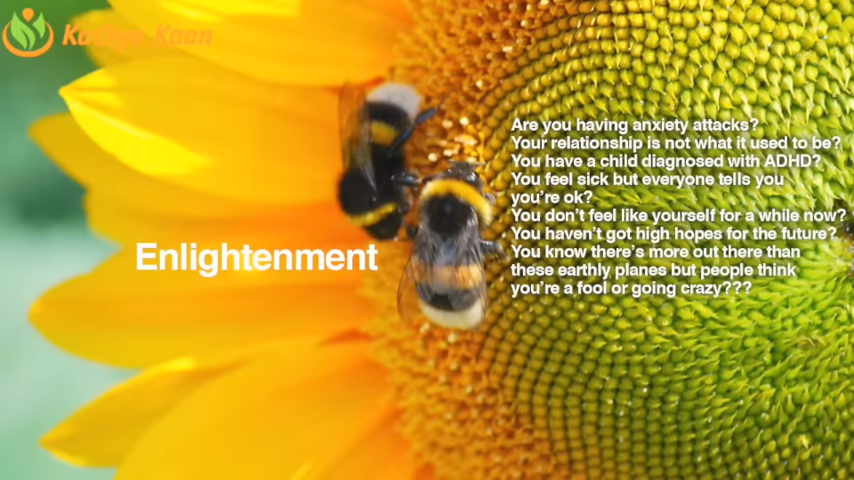 Kaan
Enlightenment
Are you having anxiety attacks?
Your relationship is not what it used to be?
You have a child diagnosed with ADHD?
You feel sick but everyone tells you
you're ok?
You don't feel like yourself for a while now?
You haven't got high hopes for the future?
You know there's more out there than
these earthly planes but people think
you're a fool or going crazy???